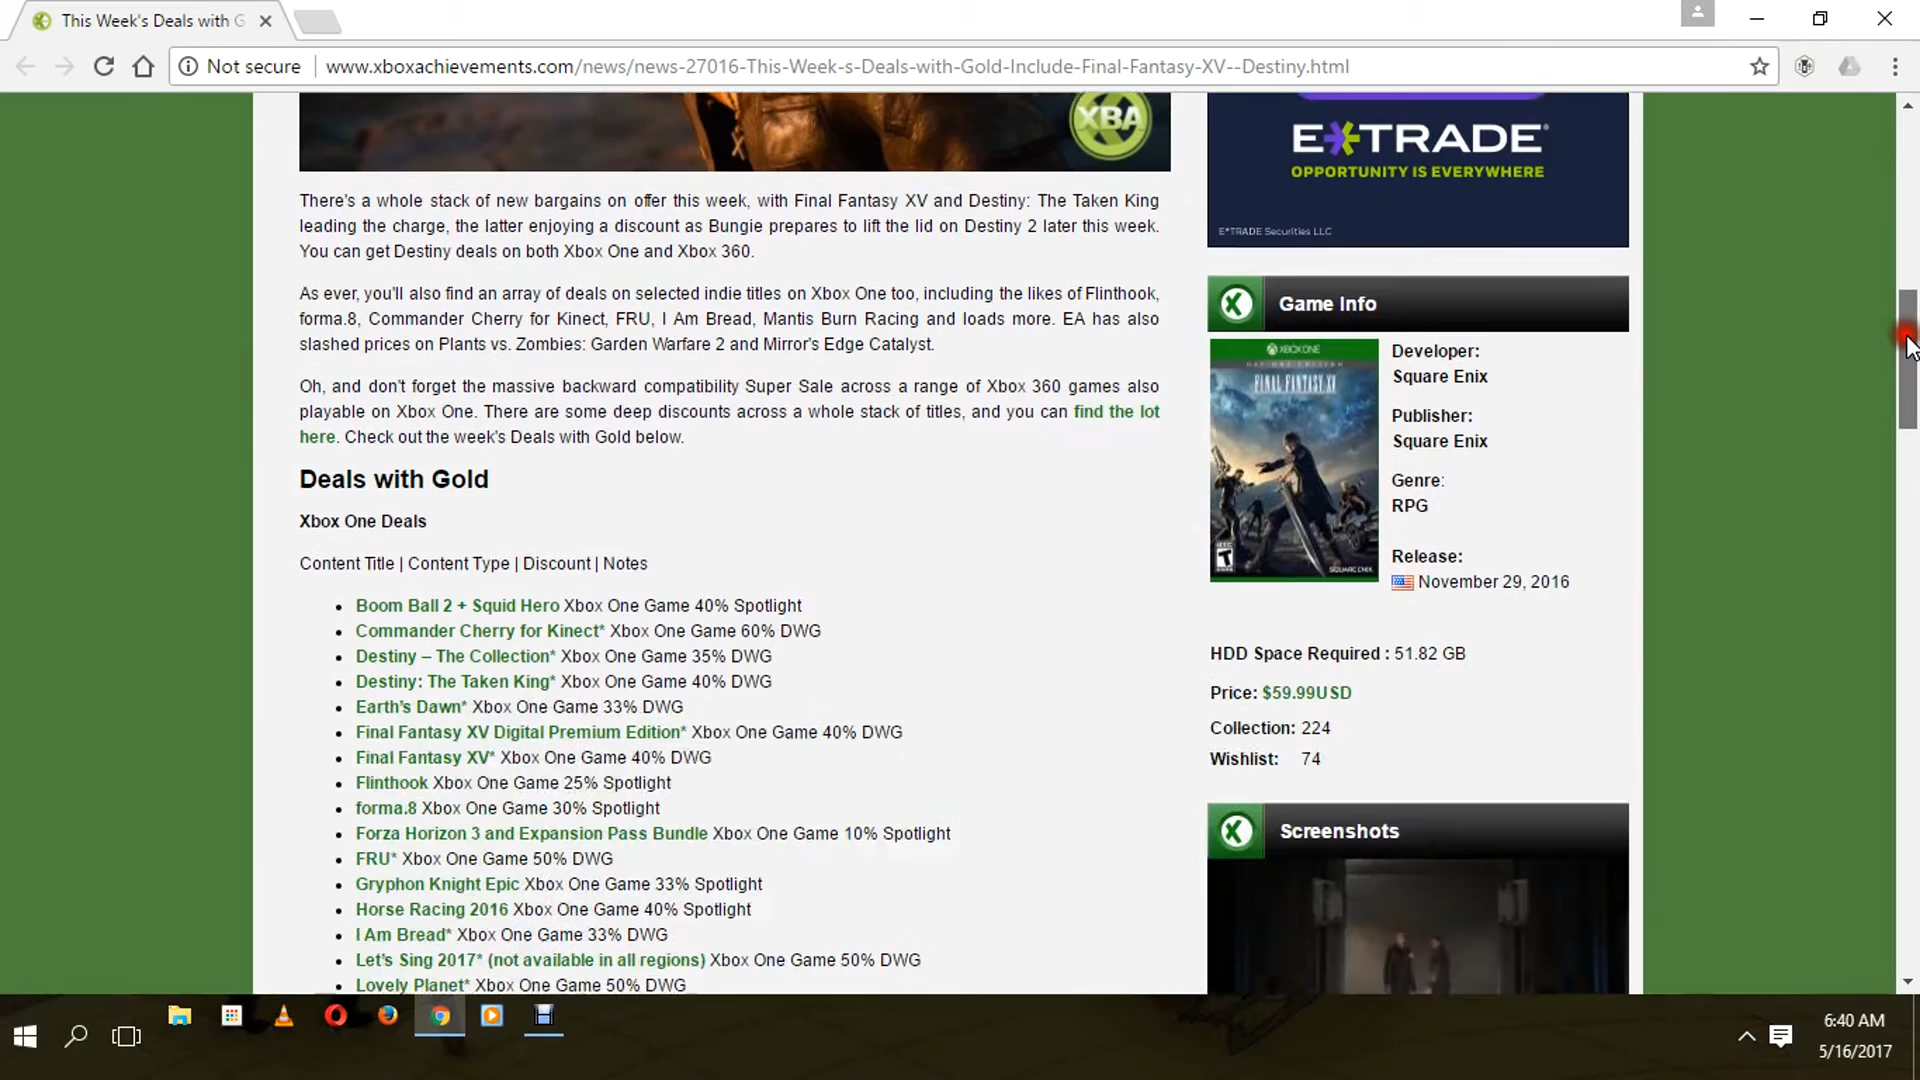 This Week's Deals with G
Not secure
www.xboxachievements.com/news/news-27016-This-Week-s-Deals-with-Gold-Include-Final-Fantasy-XV--Destiny.html
XBA
E*TRADE®
OPPORTUNITY IS EVERYWHERE
E*TRADE Securities LLC
There's a whole stack of new bargains on offer this week, with Final Fantasy XV and Destiny: The Taken King
leading the charge, the latter enjoying a discount as Bungie prepares to lift the lid on Destiny 2 later this week.
You can get Destiny deals on both Xbox One and Xbox 360.
As ever, you'll also find an array of deals on selected indie titles on Xbox One too, including the likes of Flinthook,
forma.8, Commander Cherry for Kinect, FRU, I Am Bread, Mantis Burn Racing and loads more. EA has also
slashed prices on Plants vs. Zombies: Garden Warfare 2 and Mirror's Edge Catalyst.
Oh, and don't forget the massive backward compatibility Super Sale across a range of Xbox 360 games also
playable on Xbox One. There are some deep discounts across a whole stack of titles, and you can find the lot
here. Check out the week's Deals with Gold below.
Deals with Gold
Xbox One Deals
Content Title | Content Type | Discount | Notes
Boom Ball 2 + Squid Hero Xbox One Game 40% Spotlight
Commander Cherry for Kinect* Xbox One Game 60% DWG
Destiny – The Collection* Xbox One Game 35% DWG
Destiny: The Taken King* Xbox One Game 40% DWG
Earth's Dawn* Xbox One Game 33% DWG
Final Fantasy XV Digital Premium Edition* Xbox One Game 40% DWG
Final Fantasy XV* Xbox One Game 40% DWG
Flinthook Xbox One Game 25% Spotlight
forma.8 Xbox One Game 30% Spotlight
Forza Horizon 3 and Expansion Pass Bundle Xbox One Game 10% Spotlight
FRU* Xbox One Game 50% DWG
Gryphon Knight Epic Xbox One Game 33% Spotlight
Horse Racing 2016 Xbox One Game 40% Spotlight
I Am Bread* Xbox One Game 33% DWG
Let's Sing 2017* (not available in all regions) Xbox One Game 50% DWG
Lovely Planet* Xbox One Game 50% DWG
Game Info
XBOX ONE
DAY ONE EDITION
FINAL FANTASY XV
T
SQUARE ENIX
Developer:
Square Enix
Publisher:
Square Enix
Genre:
RPG
Release:
November 29, 2016
HDD Space Required : 51.82 GB
Price: $59.99USD
Collection: 224
Wishlist: 74
Screenshots
6:40 AM
5/16/2017